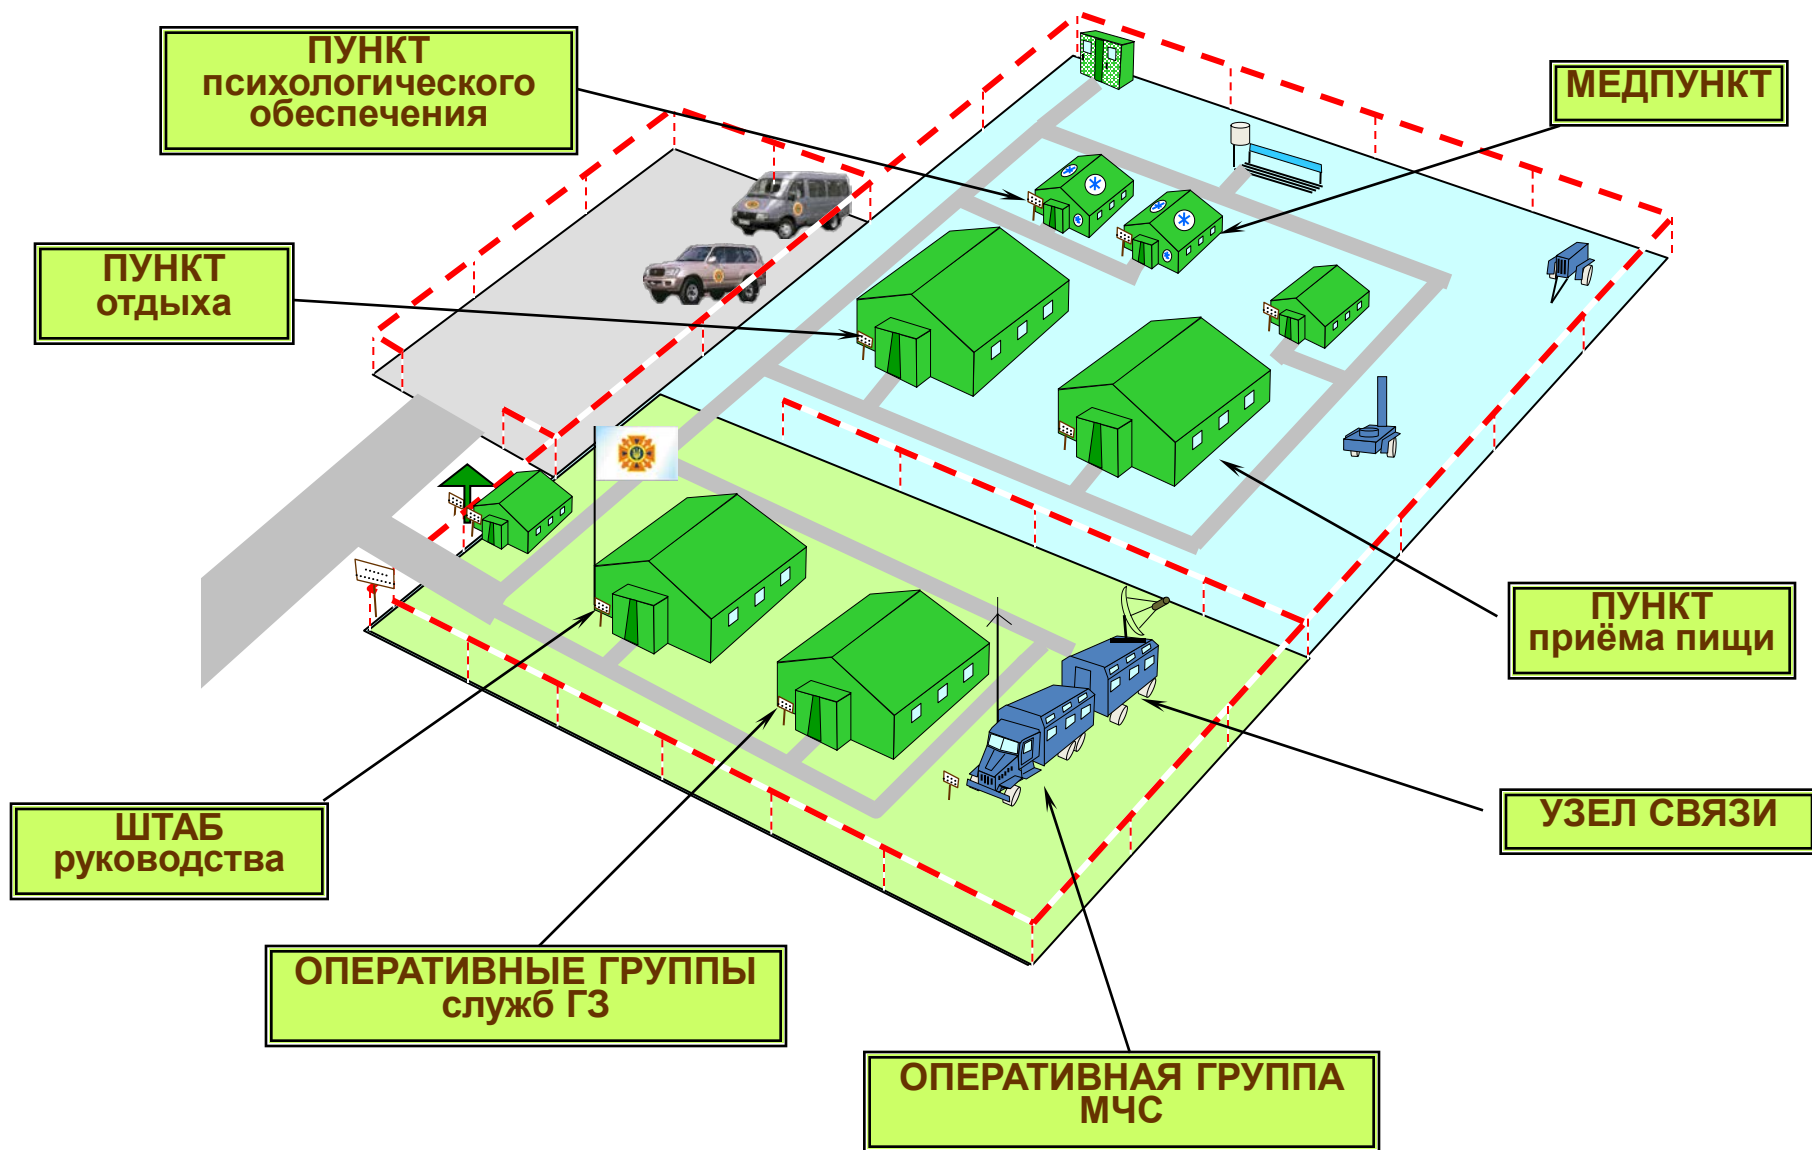 ПУНКТ
психологического
обеспечения
МЕДПУНКТ
ПУНКТ
отдыха
ПУНКТ
приёма пищи
ШТАБ
руководства
УЗЕЛ СВЯЗИ
ОПЕРАТИВНЫЕ ГРУППЫ
служб ГЗ
ОПЕРАТИВНАЯ ГРУППА
МЧС